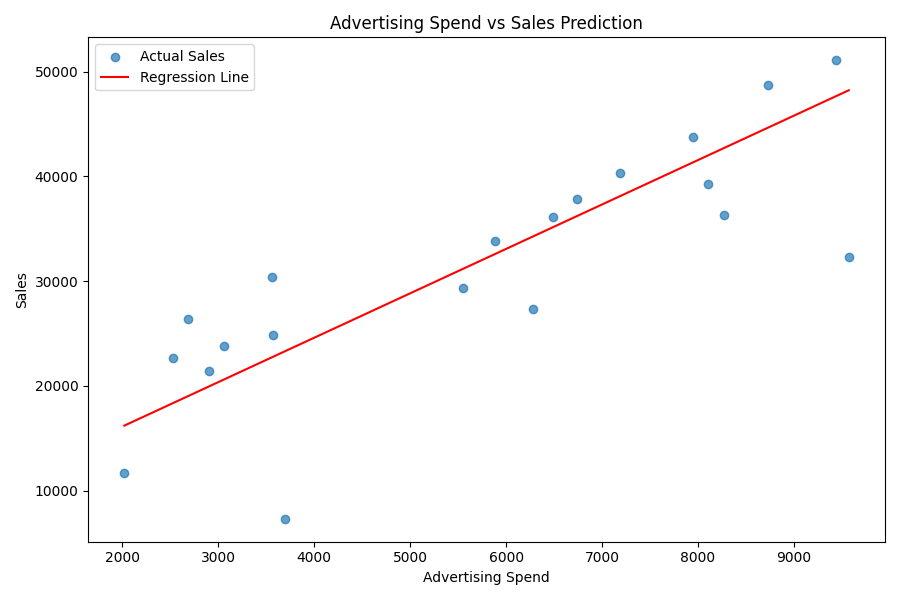 Advertising Spend vs Sales Prediction
Actual Sales
Regression Line
50000
40000
30000
20000
10000
Sales
2000 3000 4000 5000 6000 7000 8000 9000
Advertising Spend